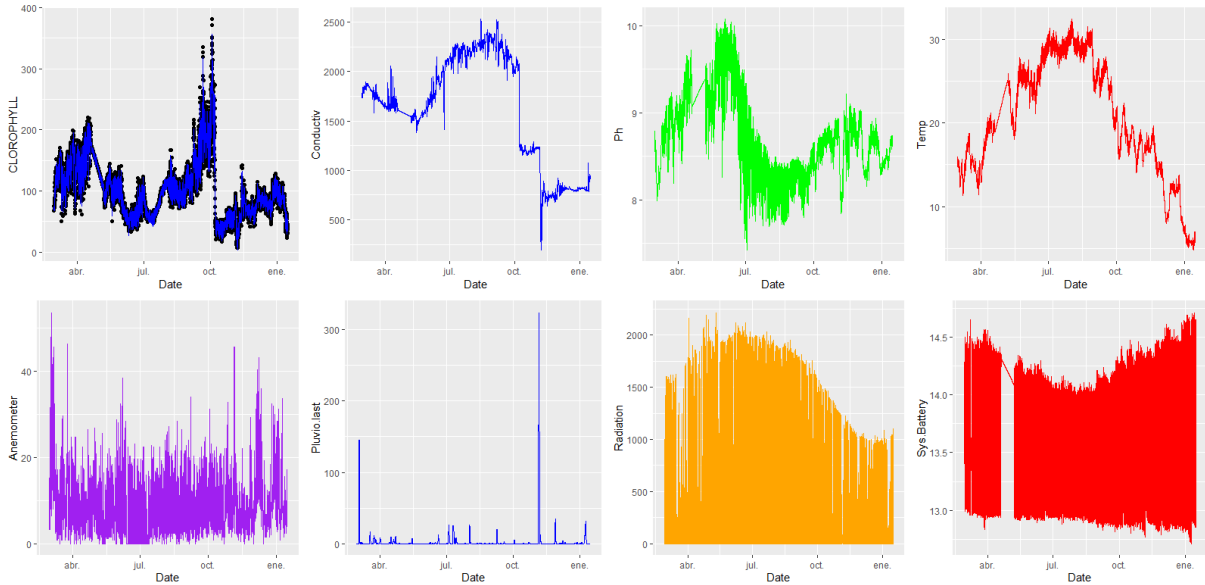 CLOROPHYLL
400
300
200
100
0
abr.
jul.
oct.
ene.
Date
Conductiv
2500
2000
1500
1000
500
abr.
jul.
oct.
ene.
Date
Ph
10
9
8
abr.
jul.
oct.
ene.
Date
Temp
30
20
10
abr.
jul.
oct.
ene.
Date
Anemometer
40
20
0
abr.
jul.
oct.
ene.
Date
Pluvio.last
300
200
100
0
abr.
jul.
oct.
ene.
Date
Radiation
2000
1500
1000
500
0
abr.
jul.
oct.
ene.
Date
Sys.Battery
14.5
14.0
13.5
13.0
abr.
jul.
oct.
ene.
Date